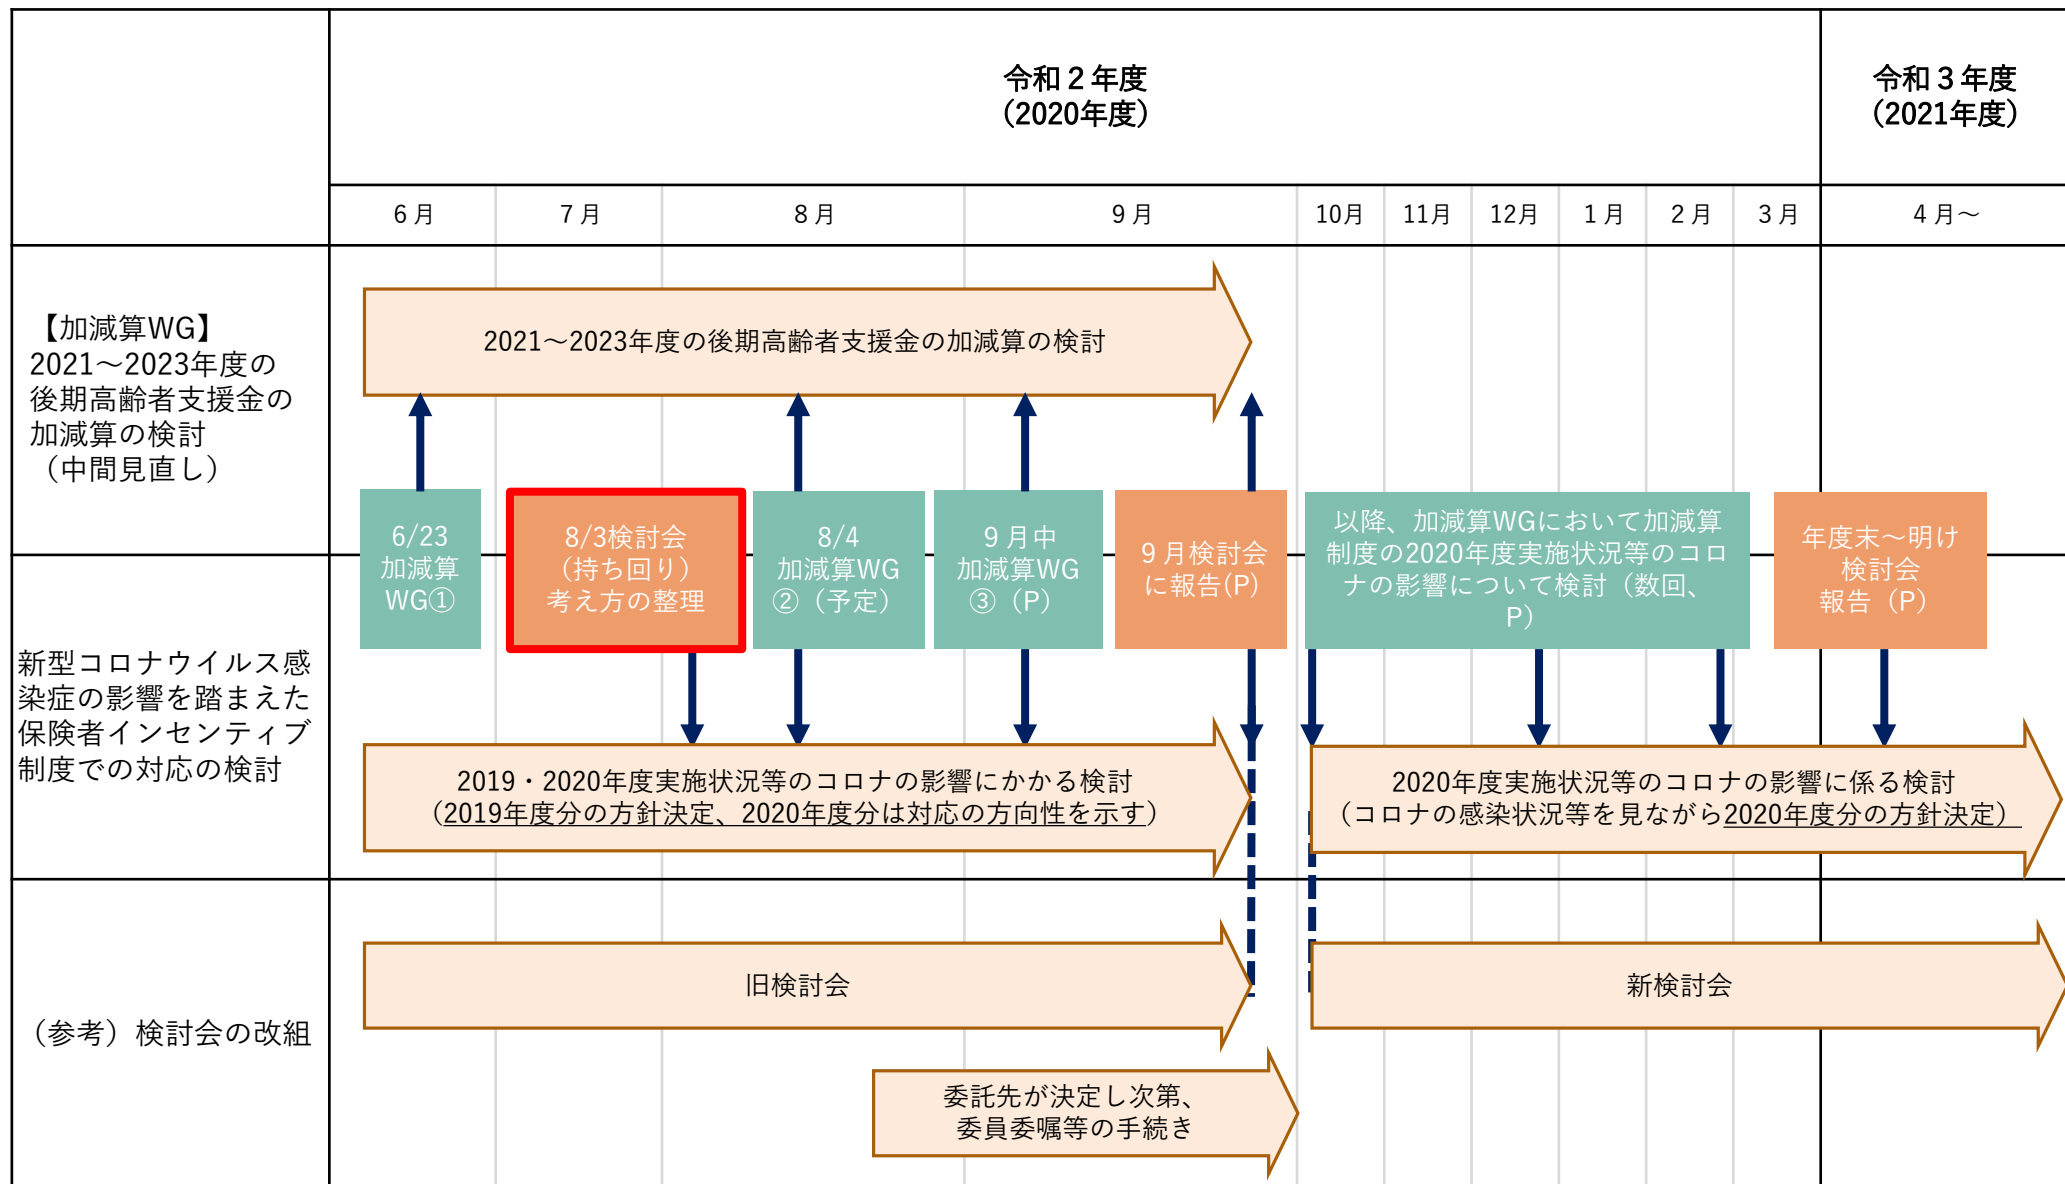 令和２年度
（2020年度）
令和３年度
（2021年度）
６月
７月
８月
９月
10月
11月
12月
１月
２月
３月
４月～
【加減算WG】
2021～2023年度の
後期高齢者支援金の
加減算の検討
（中間見直し）
2021～2023年度の後期高齢者支援金の加減算の検討
6/23
加減算
WG①
8/3検討会
（持ち回り）
考え方の整理
8/4
加減算WG
②（予定）
９月中
加減算WG
③（P）
９月検討会
に報告(P)
以降、加減算WGにおいて加減算
制度の2020年度実施状況等のコロ
ナの影響について検討（数回、
P）
年度末～明け
検討会
報告（P）
新型コロナウイルス感
染症の影響を踏まえた
保険者インセンティブ
制度での対応の検討
2019・2020年度実施状況等のコロナの影響にかかる検討
（2019年度分の方針決定、2020年度分は対応の方向性を示す）
2020年度実施状況等のコロナの影響に係る検討
（コロナの感染状況等を見ながら2020年度分の方針決定）
（参考）検討会の改組
旧検討会
新検討会
委託先が決定し次第、
委員委嘱等の手続き